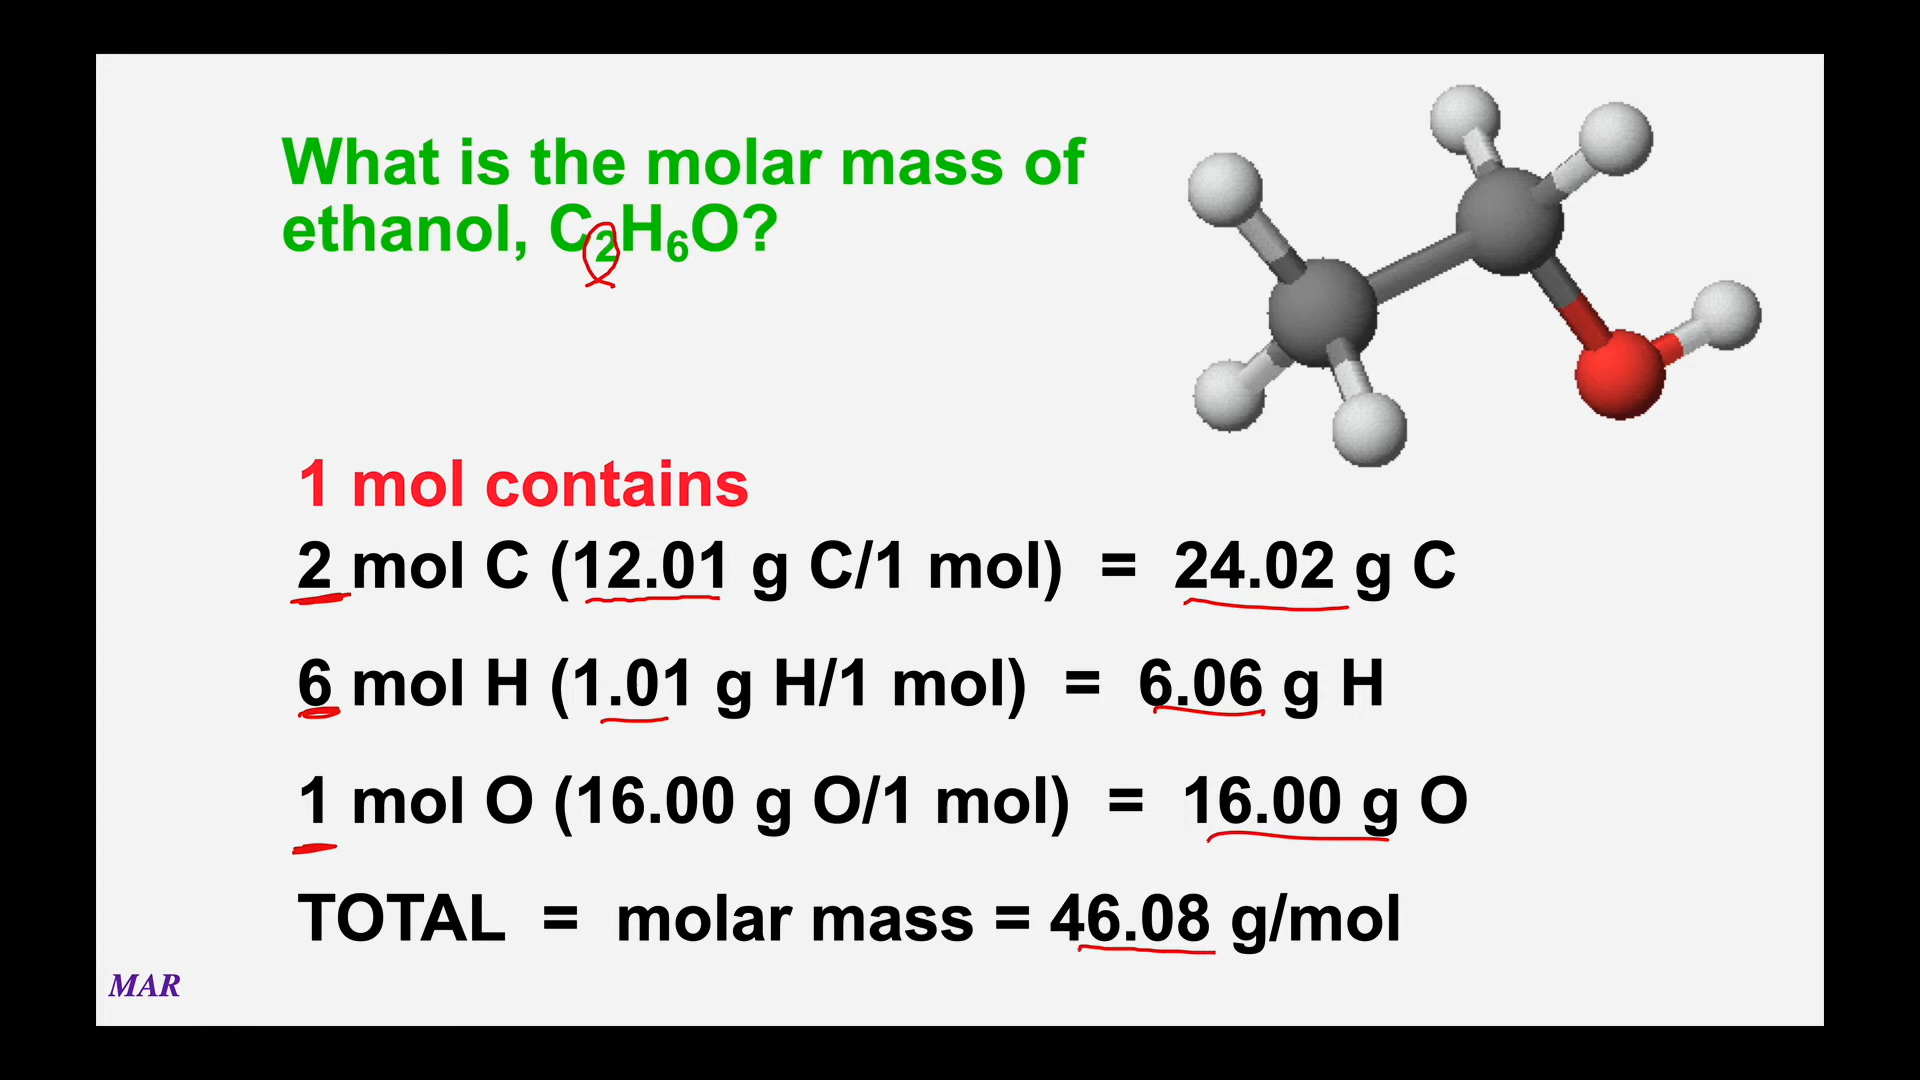 What is the molar mass of
ethanol, C₂H₆O?
1 mol contains
2 mol C (12.01 g C/1 mol) = 24.02 g C
6 mol H (1.01 g H/1 mol) = 6.06 g H
1 mol O (16.00 g O/1 mol) = 16.00 g O
TOTAL = molar mass = 46.08 g/mol
MAR